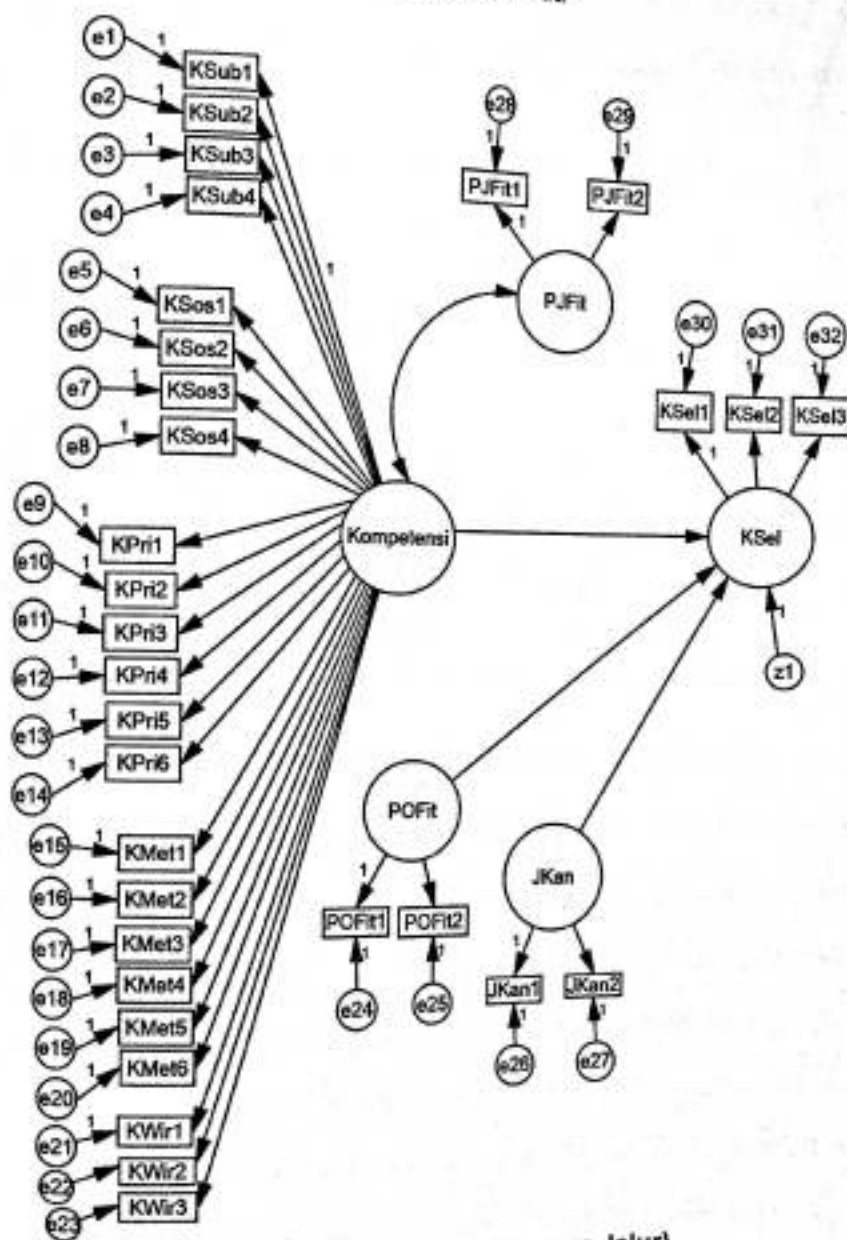 e1 1 KSub1
e2 1 KSub2
e3 1 KSub3
e4 1 KSub4
1
e5 1 KSos1
e6 1 KSos2
e7 1 KSos3
e8 1 KSos4
e9 1 KPri1
e10 1 KPri2
e11 1 KPri3
e12 1 KPri4
e13 1 KPri5
e14 1 KPri6
e15 1 KMet1
e16 1 KMet2
e17 1 KMet3
e18 1 KMet4
e19 1 KMet5
e20 1 KMet6
e21 1 KWir1
e22 KWir2
e23 KWir3
Kompetensi
e28 e29
1 1
PJFit1 PJFit2
1
PJFit
e30 e31 e32
1 1 1
KSel1 KSel2 KSel3
1
KSel
1
z1
POFit
1
POFit1 POFit2
1 1
e24 e25
JKan
1
JKan1 JKan2
1 1
e26 e27